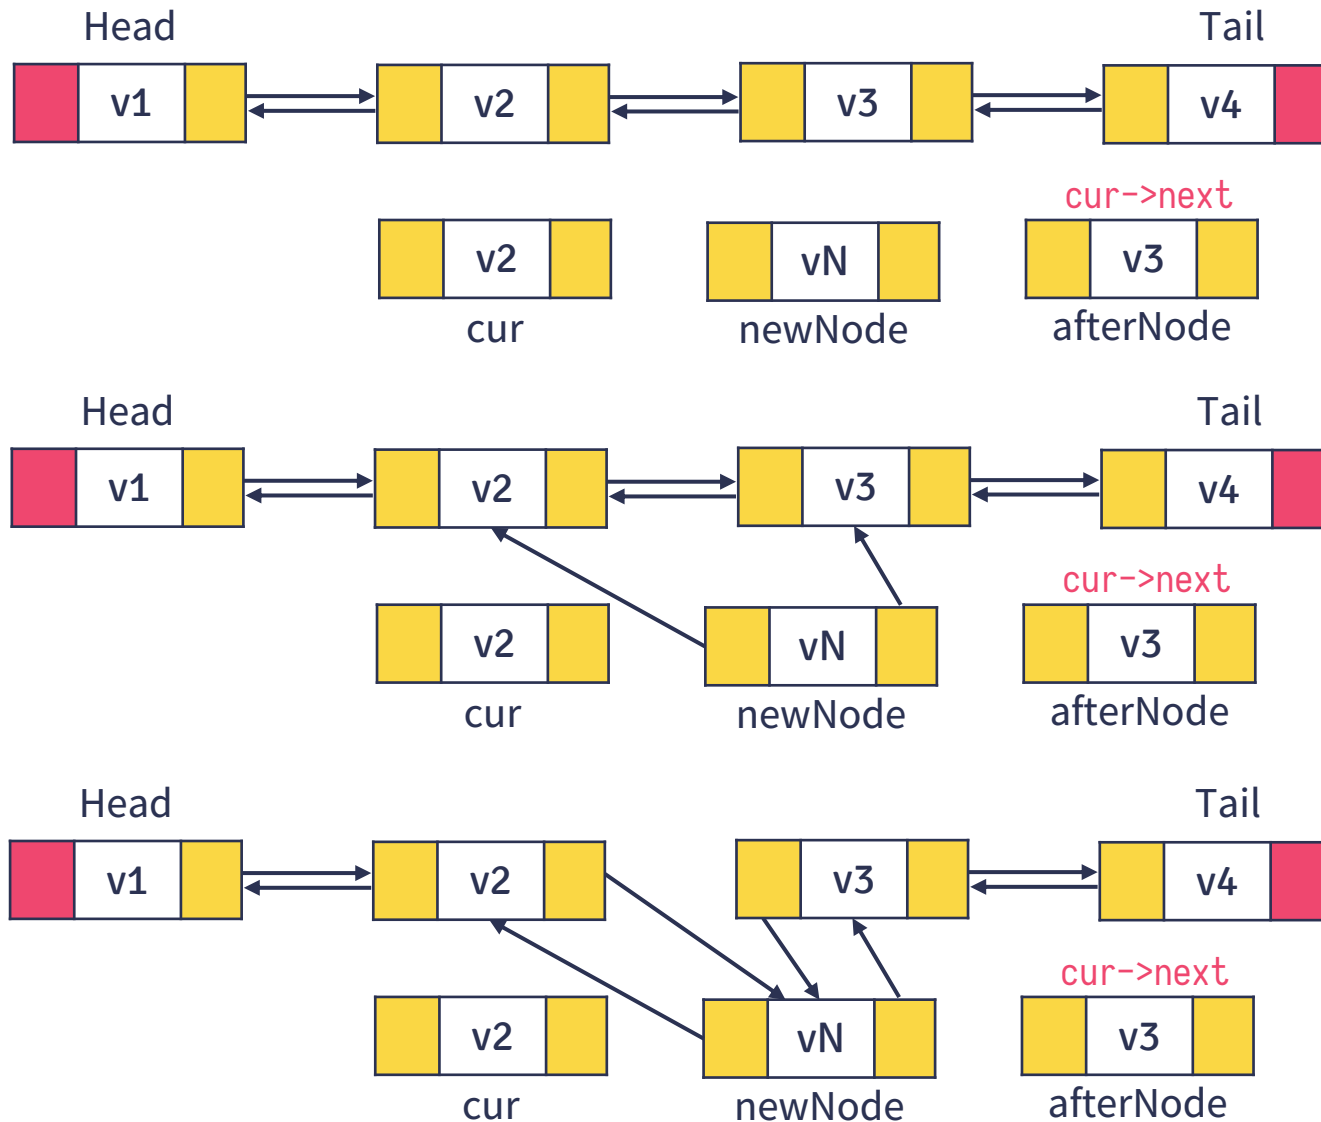 Head Tail
v1 v2 v3 v4
cur->next
v2 vN v3
cur newNode afterNode
Head Tail
v1 v2 v3 v4
cur->next
v2 vN v3
cur newNode afterNode
Head Tail
v1 v2 v3 v4
cur->next
v2 vN v3
cur newNode afterNode